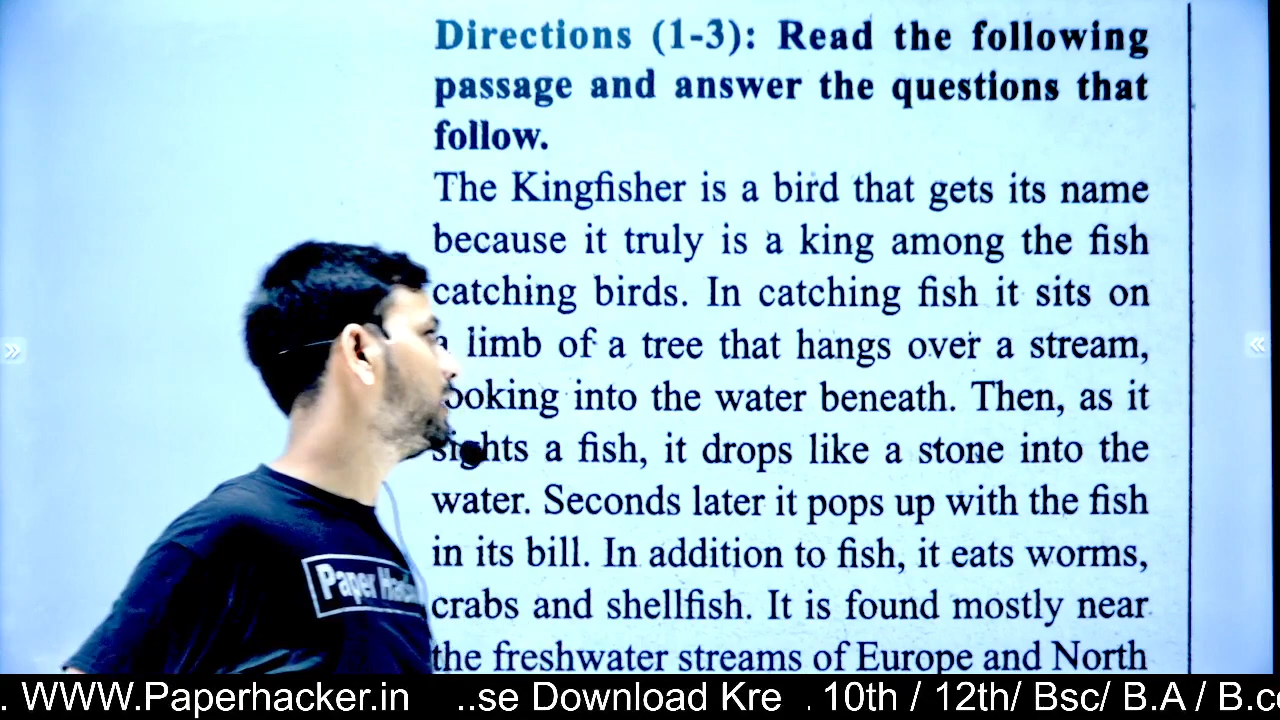 Directions (1-3): Read the following
passage and answer the questions that
follow.
The Kingfisher is a bird that gets its name
because it truly is a king among the fish
catching birds. In catching fish it sits on
a limb of a tree that hangs over a stream,
looking into the water beneath. Then, as it
sights a fish, it drops like a stone into the
water. Seconds later it pops up with the fish
in its bill. In addition to fish, it eats worms,
crabs and shellfish. It is found mostly near
the freshwater streams of Europe and North
Paper
. WWW.Paperhacker.in ..se Download Kre . 10th / 12th/ Bsc/ B.A / B.c